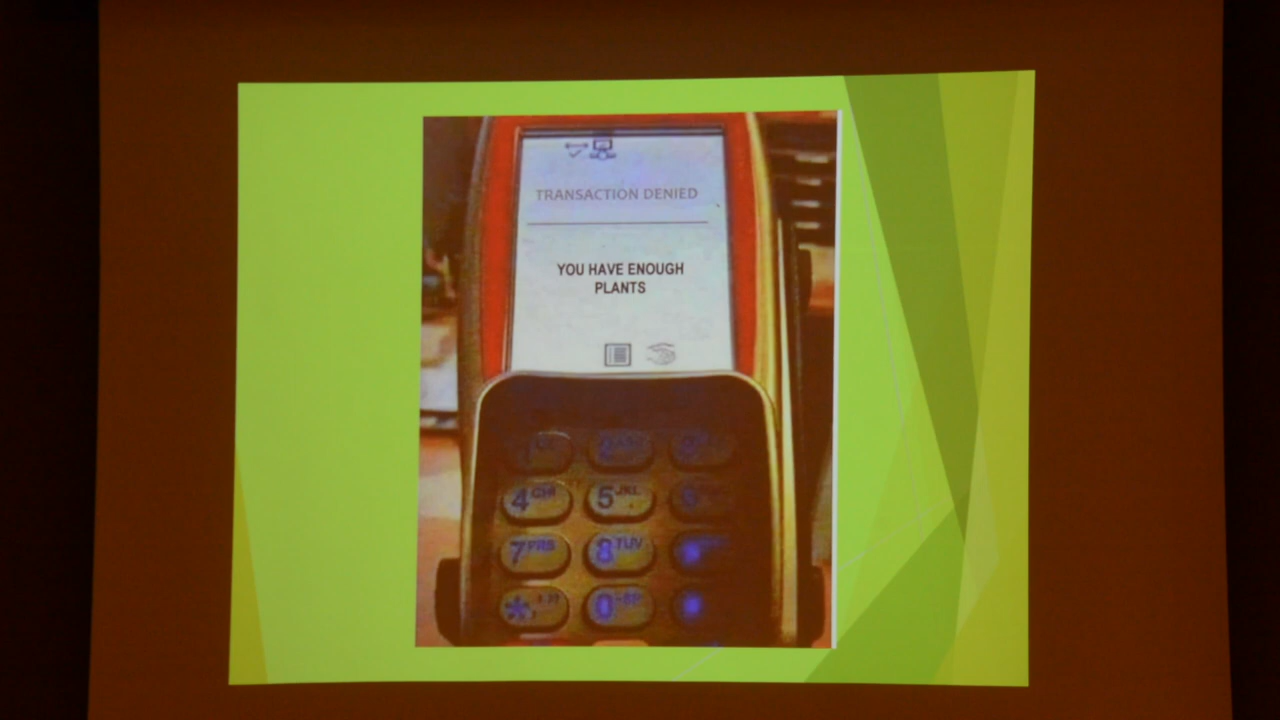 TRANSACTION DENIED
YOU HAVE ENOUGH
PLANTS
4 GHI
5 JKL
7 PRS
8 TUV
*
0